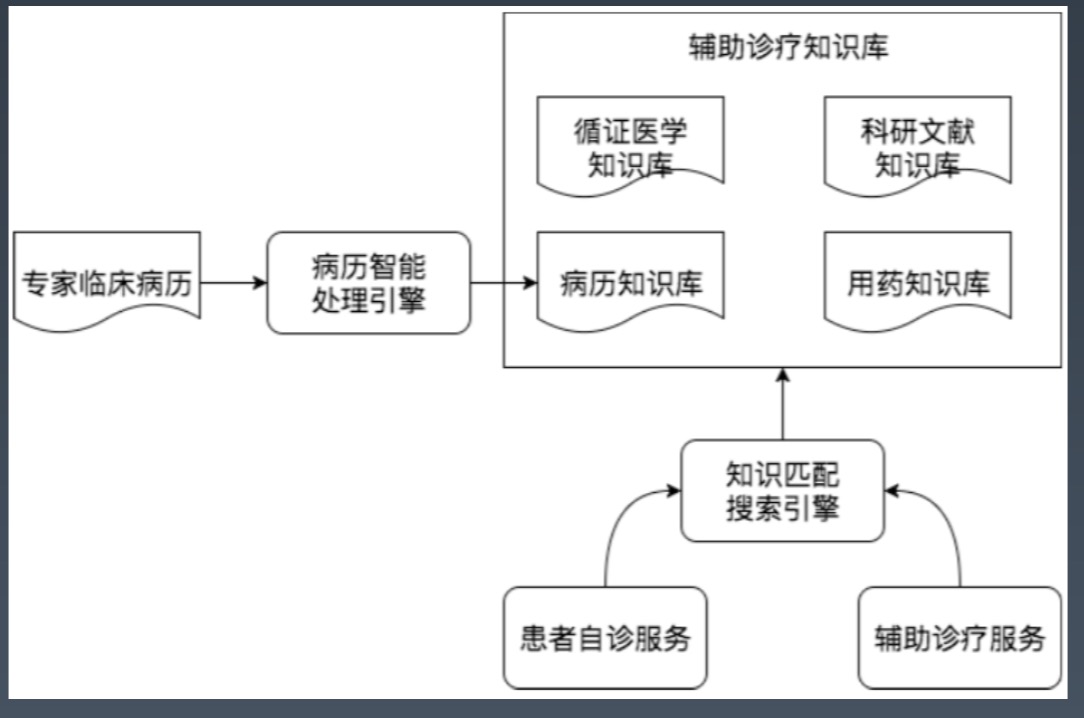 辅助诊疗知识库
循证医学
知识库
科研文献
知识库
专家临床病历
病历智能
处理引擎
病历知识库
用药知识库
知识匹配
搜索引擎
患者自诊服务
辅助诊疗服务